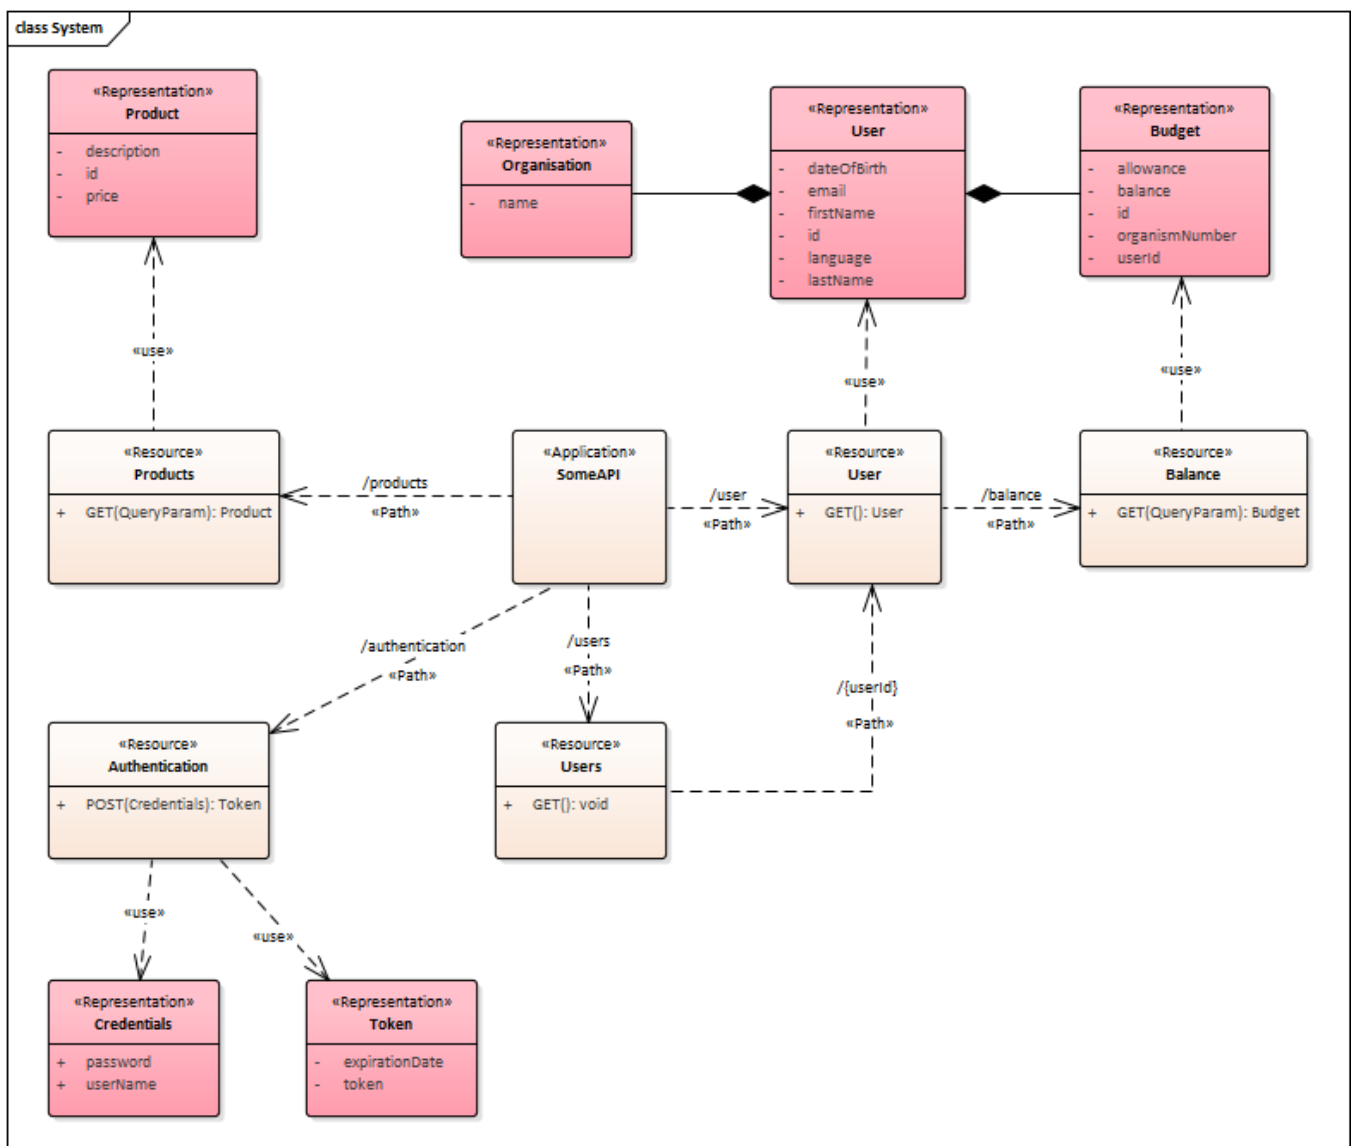 class System
«Representation»
Product
- description
- id
- price
«Representation»
Organisation
- name
«Representation»
User
- dateOfBirth
- email
- firstName
- id
- language
- lastName
«Representation»
Budget
- allowance
- balance
- id
- organismNumber
- userId
«use»
«use»
«use»
«Resource»
Products
+ GET(QueryParam): Product
/products
«Path»
«Application»
SomeAPI
/user
«Path»
«Resource»
User
+ GET(): User
/balance
«Path»
«Resource»
Balance
+ GET(QueryParam): Budget
/authentication
«Path»
/users
«Path»
/{userId}
«Path»
«Resource»
Authentication
+ POST(Credentials): Token
«Resource»
Users
+ GET(): void
«use»
«use»
«Representation»
Credentials
+ password
+ userName
«Representation»
Token
- expirationDate
- token